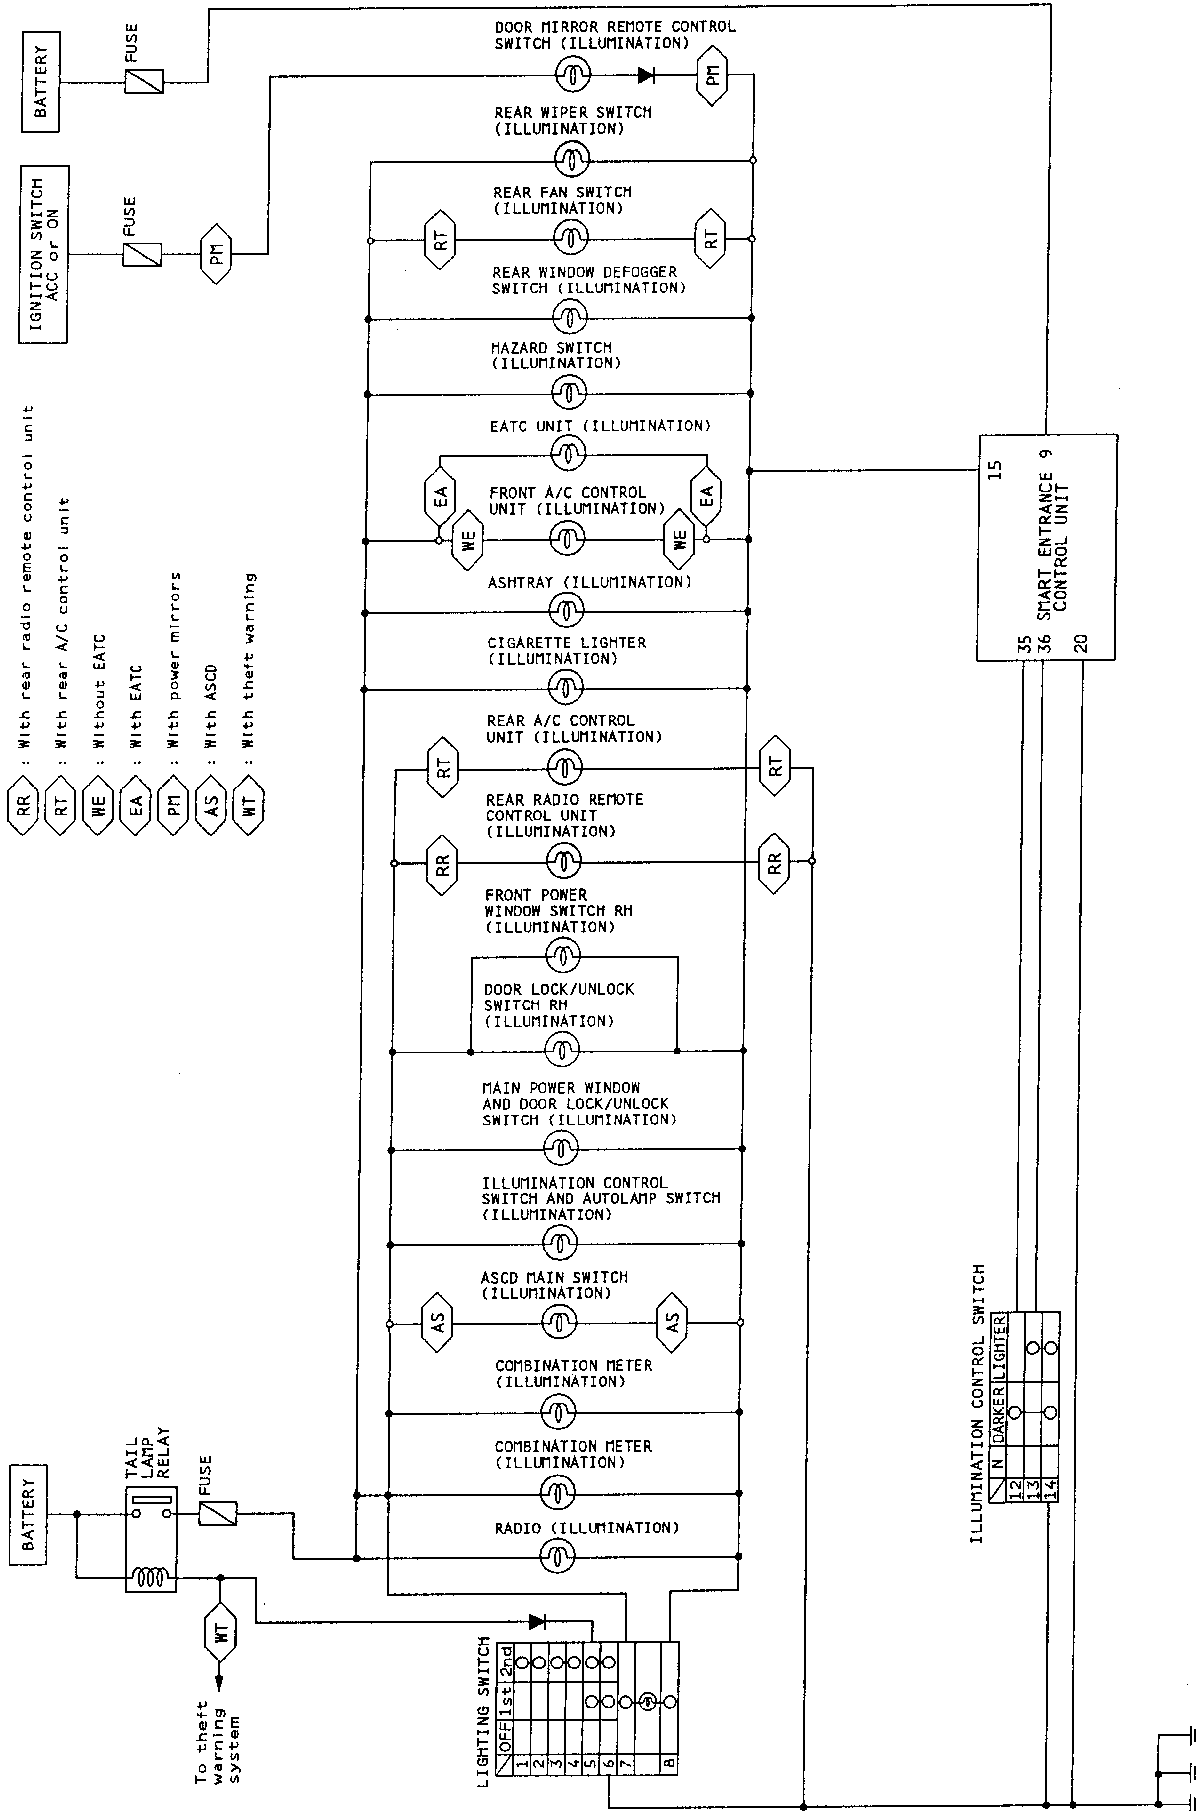 BATTERY
FUSE
IGNITION SWITCH
ACC or ON
FUSE
PM
DOOR MIRROR REMOTE CONTROL
SWITCH (ILLUMINATION)
PM
REAR WIPER SWITCH
(ILLUMINATION)
REAR FAN SWITCH
(ILLUMINATION)
RT
RT
REAR WINDOW DEFOGGER
SWITCH (ILLUMINATION)
HAZARD SWITCH
(ILLUMINATION)
EATC UNIT (ILLUMINATION)
EA
EA
FRONT A/C CONTROL
UNIT (ILLUMINATION)
WE
WE
ASHTRAY (ILLUMINATION)
CIGARETTE LIGHTER
(ILLUMINATION)
REAR A/C CONTROL
UNIT (ILLUMINATION)
RT
RT
REAR RADIO REMOTE
CONTROL UNIT
(ILLUMINATION)
RR
RR
FRONT POWER
WINDOW SWITCH RH
(ILLUMINATION)
DOOR LOCK/UNLOCK
SWITCH RH
(ILLUMINATION)
MAIN POWER WINDOW
AND DOOR LOCK/UNLOCK
SWITCH (ILLUMINATION)
ILLUMINATION CONTROL
SWITCH AND AUTOLAMP SWITCH
(ILLUMINATION)
ASCD MAIN SWITCH
(ILLUMINATION)
AS
AS
COMBINATION METER
(ILLUMINATION)
COMBINATION METER
(ILLUMINATION)
RADIO (ILLUMINATION)
RR : With rear radio remote control unit
RT : With rear A/C control unit
WE : Without EATC
EA : With EATC
PM : With power mirrors
AS : With ASCD
WT : With theft warning
15
9
SMART ENTRANCE
CONTROL UNIT
35
36
20
ILLUMINATION CONTROL SWITCH
N DARKER LIGHTER
12
13
14
BATTERY
TAIL
LAMP
RELAY
FUSE
WT
To theft
warning
system
LIGHTING SWITCH
OFF 1st 2nd
1
2
3
4
5
6
7
8